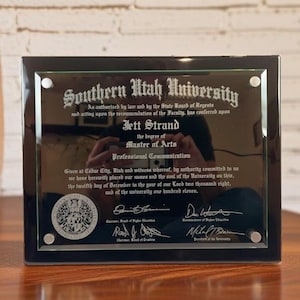 Southern Utah University
As authorized by law and by the State Board of Regents
and acting upon the recommendation of the Faculty, has conferred upon
Jett Strand
the degree of
Master of Arts
Professional Communication
Given at Cedar City, Utah and witness whereof, by authority committed to us
we have herewith placed our names and the seal of the University on this,
the twelfth day of December in the year of our Lord two thousand eight,
and of the university one hundred eleven.